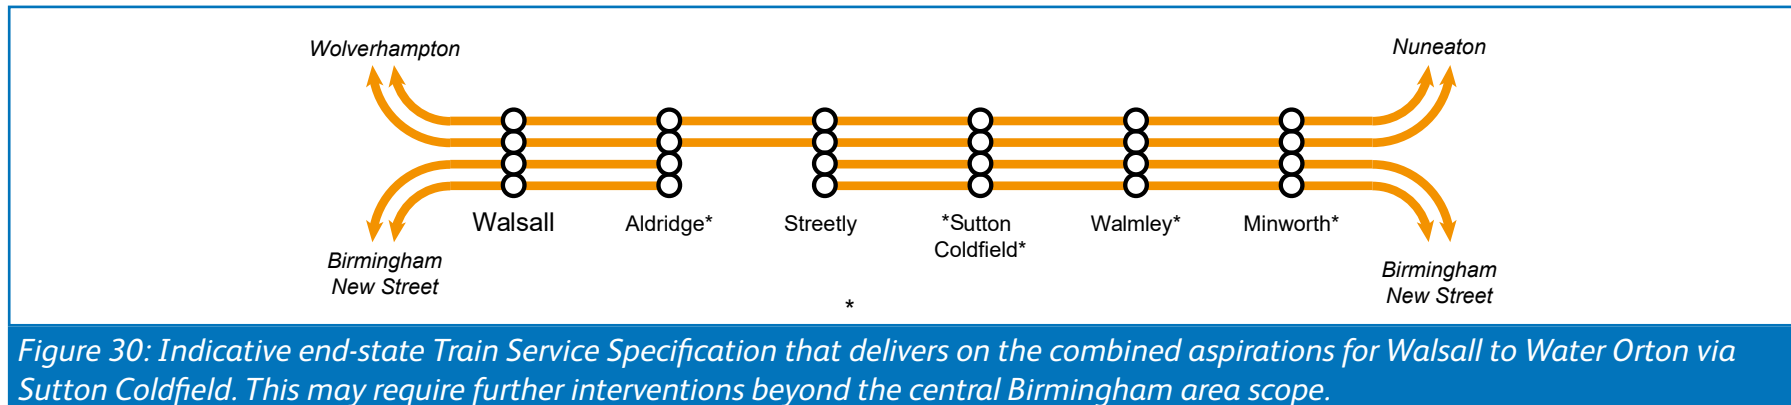 Wolverhampton
Nuneaton
Walsall
Aldridge*
Streetly
*Sutton
Coldfield*
Walmley*
Minworth*
Birmingham
New Street
Birmingham
New Street
*
Figure 30: Indicative end-state Train Service Specification that delivers on the combined aspirations for Walsall to Water Orton via
Sutton Coldfield. This may require further interventions beyond the central Birmingham area scope.